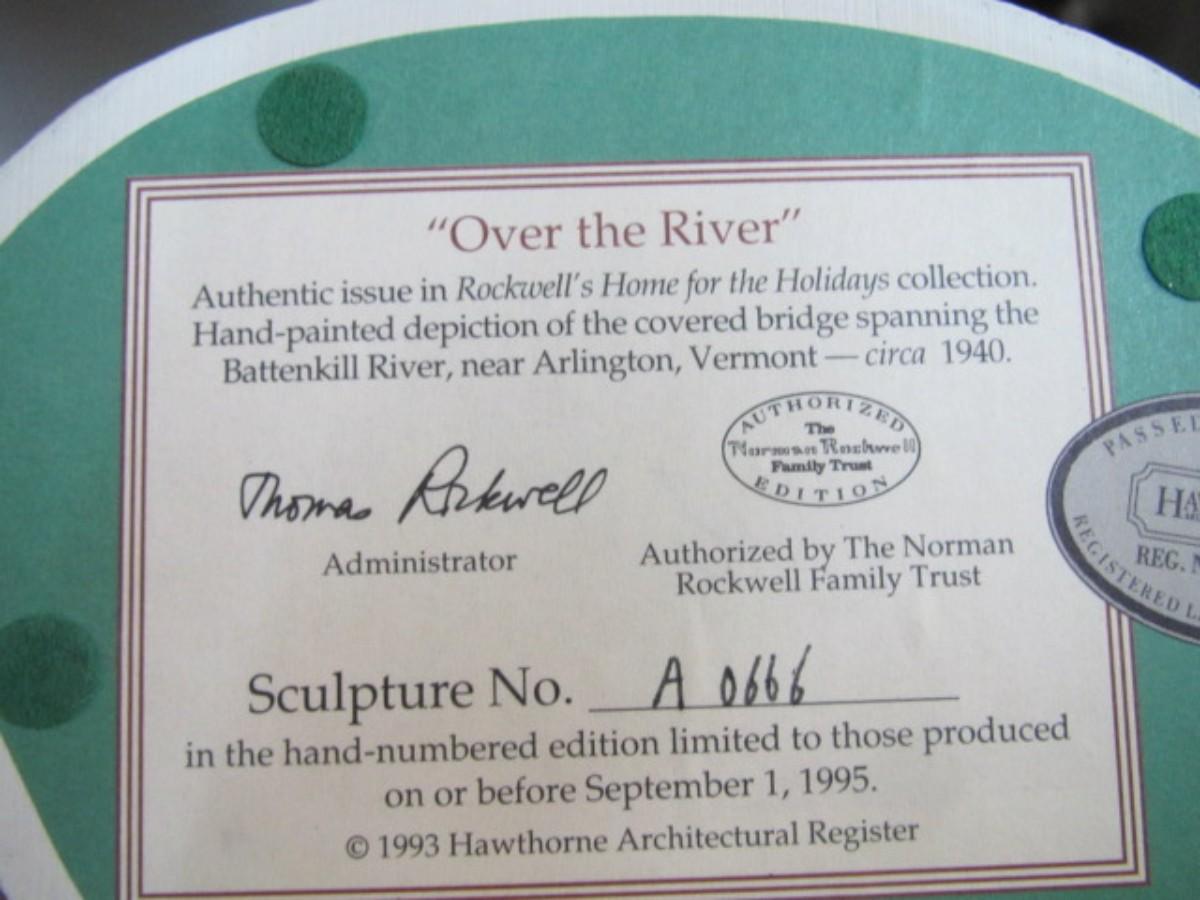 “Over the River”
Authentic issue in Rockwell's Home for the Holidays collection.
Hand-painted depiction of the covered bridge spanning the
Battenkill River, near Arlington, Vermont — circa 1940.
AUTHORIZED
The
Norman Rockwell
Family Trust
EDITION
Thomas Rockwell
Administrator
Authorized by The Norman
Rockwell Family Trust
PASSED
REG.
REGISTERED
Sculpture No. A 0666
in the hand-numbered edition limited to those produced
on or before September 1, 1995.
© 1993 Hawthorne Architectural Register